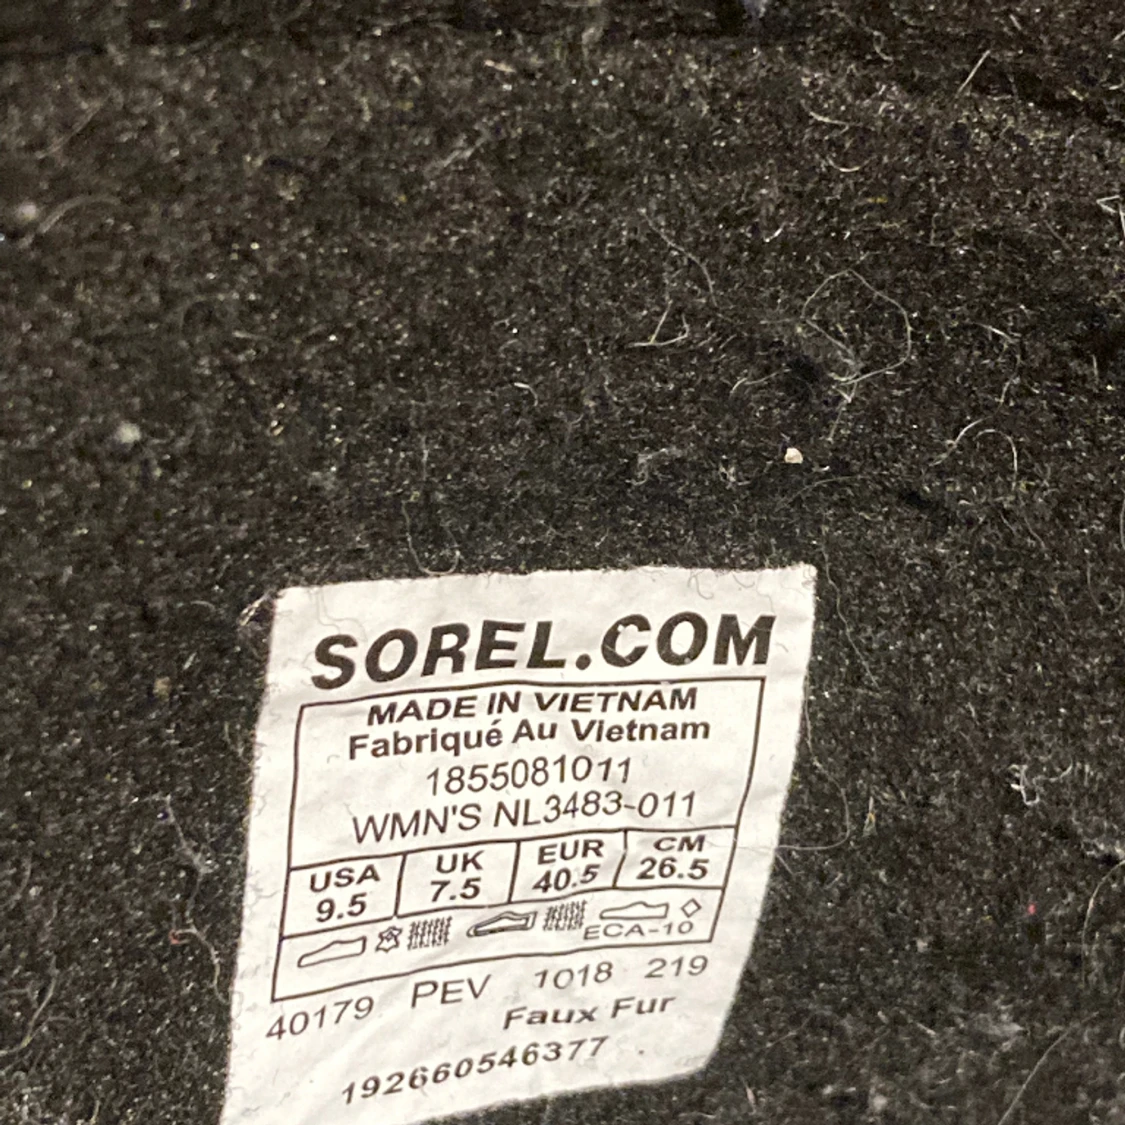 SOREL.COM
MADE IN VIETNAM
Fabriqué Au Vietnam
1855081011
WMN'S NL3483-011
USA UK EUR CM
9.5 7.5 40.5 26.5
ECA-10
40179 PEV 1018 219
Faux Fur
192660546377